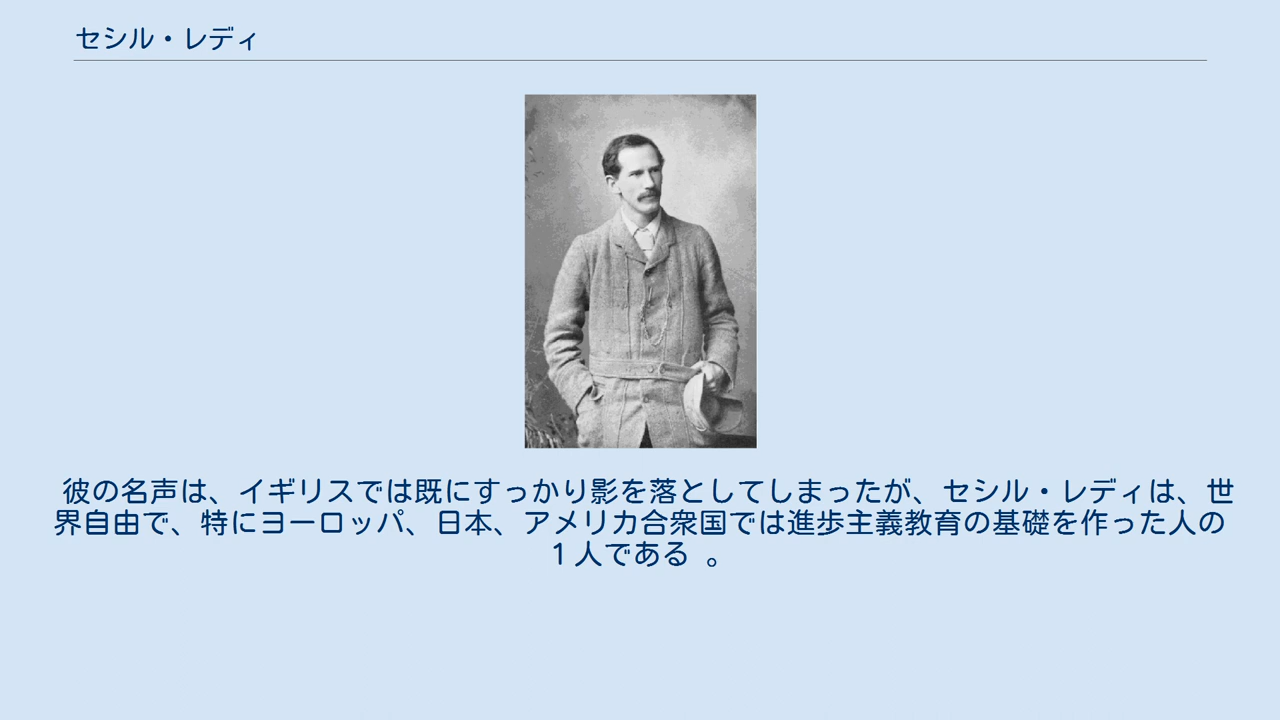 セシル・レディ
彼の名声は、イギリスでは既にすっかり影を落としてしまったが、セシル・レディは、世
界自由で、特にヨーロッパ、日本、アメリカ合衆国では進歩主義教育の基礎を作った人の
１人である 。